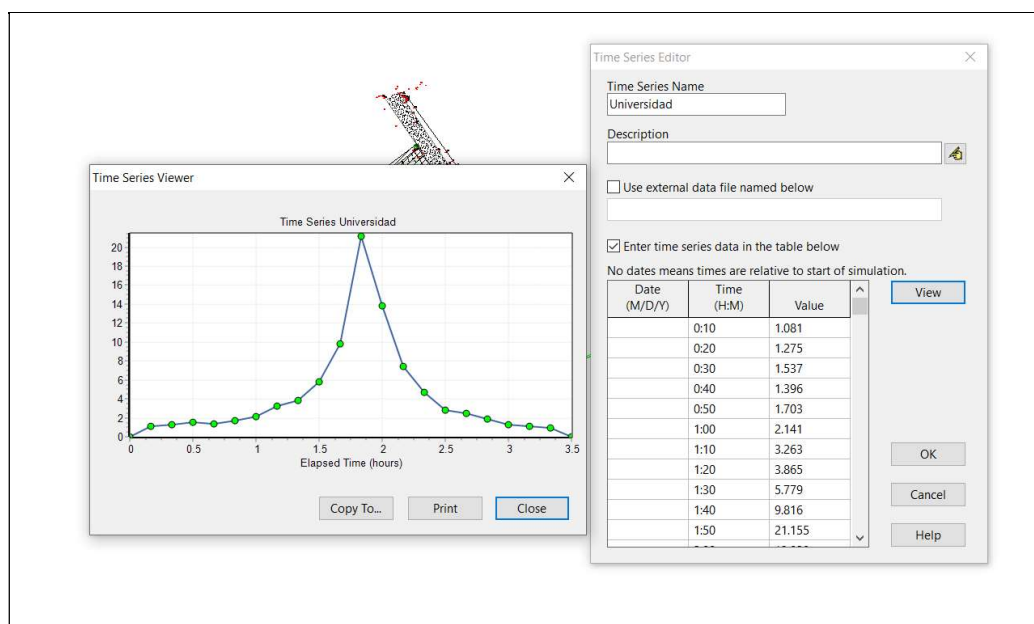 Time Series Viewer
Time Series Universidad
20
18
16
14
12
10
8
6
4
2
0
0 0.5 1 1.5 2 2.5 3 3.5
Elapsed Time (hours)
Copy To... Print Close
Time Series Editor
Time Series Name
Universidad
Description
Use external data file named below
Enter time series data in the table below
No dates means times are relative to start of simulation.
Date Time
(M/D/Y) (H:M) Value
0:10 1.081
0:20 1.275
0:30 1.537
0:40 1.396
0:50 1.703
1:00 2.141
1:10 3.263
1:20 3.865
1:30 5.779
1:40 9.816
1:50 21.155
View
OK
Cancel
Help